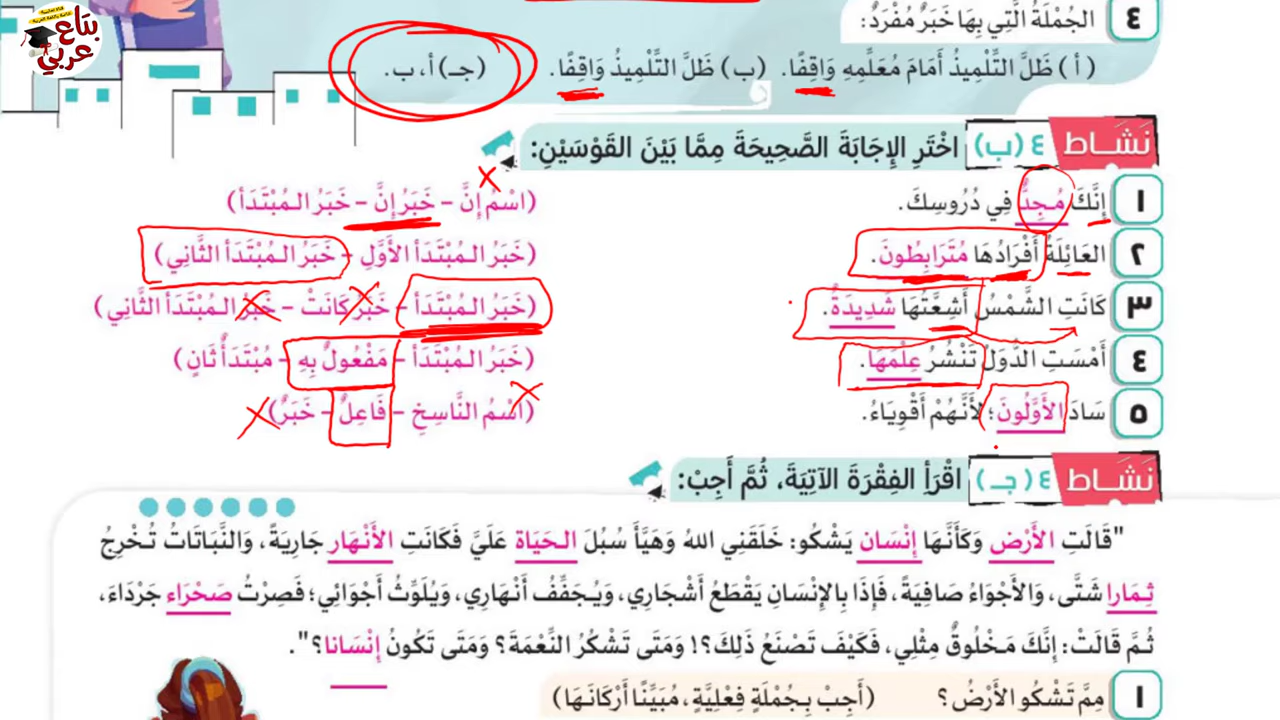 بتاع عربي
٤ الجُمْلَةُ الَّتِي بِهَا خَبَرٌ مُفْرَدٌ:
(أ) ظَلَّ التِّلْمِيذُ أَمَامَ مُعَلِّمِهِ وَاقِفًا. (ب) ظَلَّ التِّلْمِيذُ وَاقِفًا. (جـ) أ، ب.
نشاط ٤ (ب) اخْتَرِ الإِجَابَةَ الصَّحِيحَةَ مِمَّا بَيْنَ القَوْسَيْنِ:
١ إِنَّكَ مُجِدٌّ فِي دُرُوسِكَ. (اسْمُ إِنَّ - خَبَرُ إِنَّ - خَبَرُ المُبْتَدَأ)
٢ العَائِلَةُ أَفْرَادُهَا مُتَرَابِطُونَ. (خَبَرُ المُبْتَدَأ الأَوَّلِ - خَبَرُ المُبْتَدَأ الثَّانِي)
٣ كَانَتِ الشَّمْسُ أَشِعَّتُهَا شَدِيدَةٌ. (خَبَرُ المُبْتَدَأ - خَبَرُ كَانَتْ - خَبَرُ المُبْتَدَأ الثَّانِي)
٤ أَمْسَتِ الدُّوَلُ تَنْشُرُ عِلْمَهَا. (خَبَرُ المُبْتَدَأ - مَفْعُولٌ بِهِ - مُبْتَدَأٌ ثَانٍ)
٥ سَادَ الأَوَّلُونَ؛ لأَنَّهُمْ أَقْوِيَاءُ. (اسْمُ النَّاسِخِ - فَاعِلٌ - خَبَرٌ)
نشاط ٤ (جـ) اقْرَأِ الفِقْرَةَ الآتِيَةَ، ثُمَّ أَجِبْ:
"قَالَتِ الأَرْض وَكَأَنَّهَا إِنْسَان يَشْكُو: خَلَقَنِي اللهُ وَهَيَّأَ سُبُلَ الحَيَاة عَلَيَّ فَكَانَتِ الأَنْهَار جَارِيَةً، وَالنَّبَاتَاتُ تُخْرِجُ
ثِمَارا شَتَّى، وَالأَجْوَاءُ صَافِيَةً، فَإِذَا بِالإِنْسَانِ يَقْطَعُ أَشْجَارِي، وَيُجَفِّفُ أَنْهَارِي، وَيُلَوِّثُ أَجْوَائِي؛ فَصِرْتُ صَحْرَاء جَرْدَاءَ،
ثُمَّ قَالَتْ: إِنَّكَ مَخْلُوقٌ مِثْلِي، فَكَيْفَ تَصْنَعُ ذَلِكَ؟! وَمَتَى تَشْكُرُ النِّعْمَةَ؟ وَمَتَى تَكُونُ إِنْسَانا؟".
١ مِمَّ تَشْكُو الأَرْضُ؟ (أَجِبْ بِجُمْلَةٍ فِعْلِيَّةٍ، مُبَيِّنًا أَرْكَانَهَا)